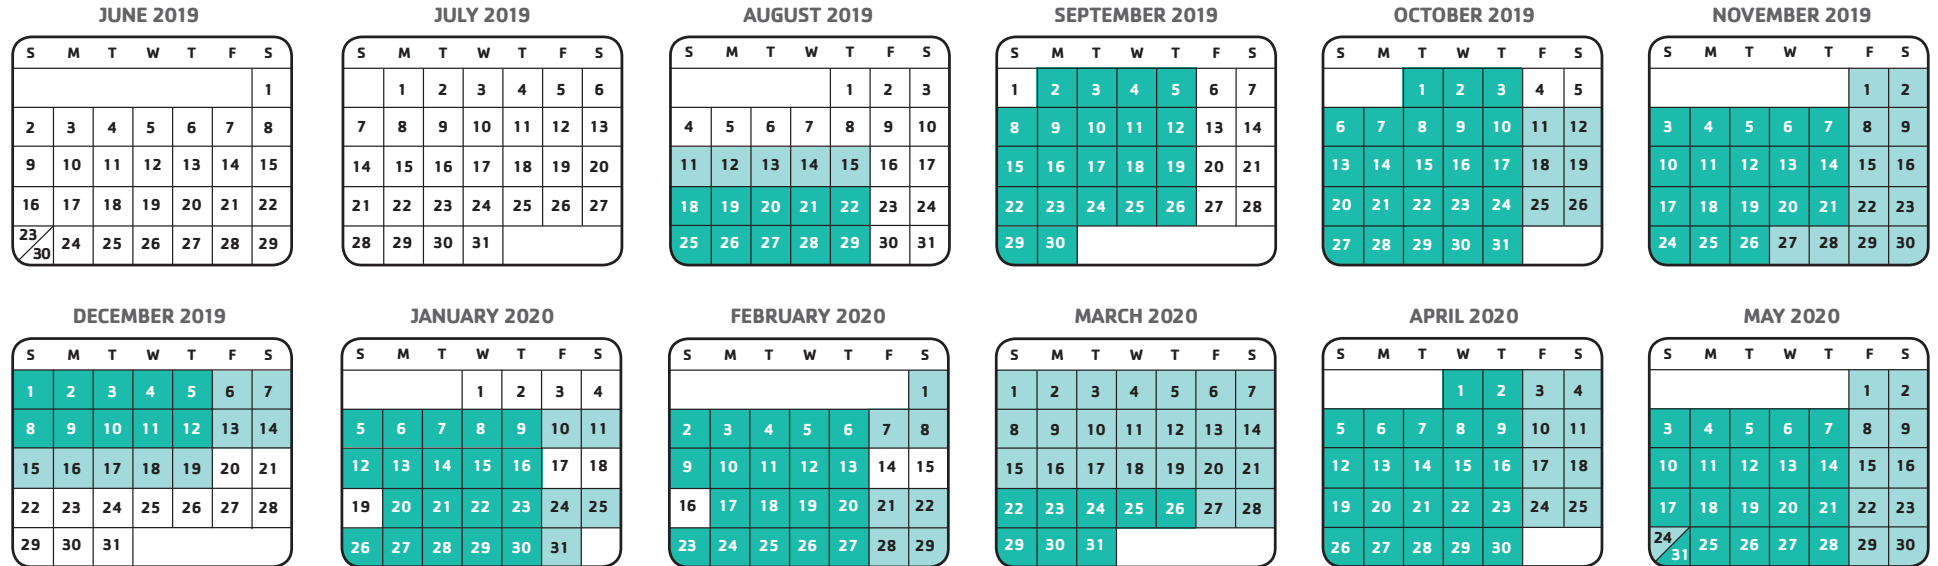 JUNE 2019
S M T W T F S
1
2 3 4 5 6 7 8
9 10 11 12 13 14 15
16 17 18 19 20 21 22
23/30 24 25 26 27 28 29
JULY 2019
S M T W T F S
1 2 3 4 5 6
7 8 9 10 11 12 13
14 15 16 17 18 19 20
21 22 23 24 25 26 27
28 29 30 31
AUGUST 2019
S M T W T F S
1 2 3
4 5 6 7 8 9 10
11 12 13 14 15 16 17
18 19 20 21 22 23 24
25 26 27 28 29 30 31
SEPTEMBER 2019
S M T W T F S
1 2 3 4 5 6 7
8 9 10 11 12 13 14
15 16 17 18 19 20 21
22 23 24 25 26 27 28
29 30
OCTOBER 2019
S M T W T F S
1 2 3 4 5
6 7 8 9 10 11 12
13 14 15 16 17 18 19
20 21 22 23 24 25 26
27 28 29 30 31
NOVEMBER 2019
S M T W T F S
1 2
3 4 5 6 7 8 9
10 11 12 13 14 15 16
17 18 19 20 21 22 23
24 25 26 27 28 29 30
DECEMBER 2019
S M T W T F S
1 2 3 4 5 6 7
8 9 10 11 12 13 14
15 16 17 18 19 20 21
22 23 24 25 26 27 28
29 30 31
JANUARY 2020
S M T W T F S
1 2 3 4
5 6 7 8 9 10 11
12 13 14 15 16 17 18
19 20 21 22 23 24 25
26 27 28 29 30 31
FEBRUARY 2020
S M T W T F S
1
2 3 4 5 6 7 8
9 10 11 12 13 14 15
16 17 18 19 20 21 22
23 24 25 26 27 28 29
MARCH 2020
S M T W T F S
1 2 3 4 5 6 7
8 9 10 11 12 13 14
15 16 17 18 19 20 21
22 23 24 25 26 27 28
29 30 31
APRIL 2020
S M T W T F S
1 2 3 4
5 6 7 8 9 10 11
12 13 14 15 16 17 18
19 20 21 22 23 24 25
26 27 28 29 30
MAY 2020
S M T W T F S
1 2
3 4 5 6 7 8 9
10 11 12 13 14 15 16
17 18 19 20 21 22 23
24/31 25 26 27 28 29 30